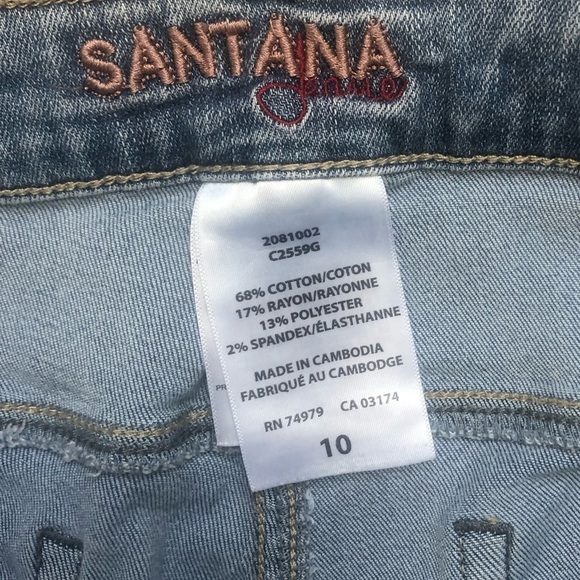 SANTANA
Jeans
2081002
C2559G
68% COTTON/COTON
17% RAYON/RAYONNE
13% POLYESTER
2% SPANDEX/ÉLASTHANNE
MADE IN CAMBODIA
FABRIQUÉ AU CAMBODGE
RN 74979 CA 03174
10